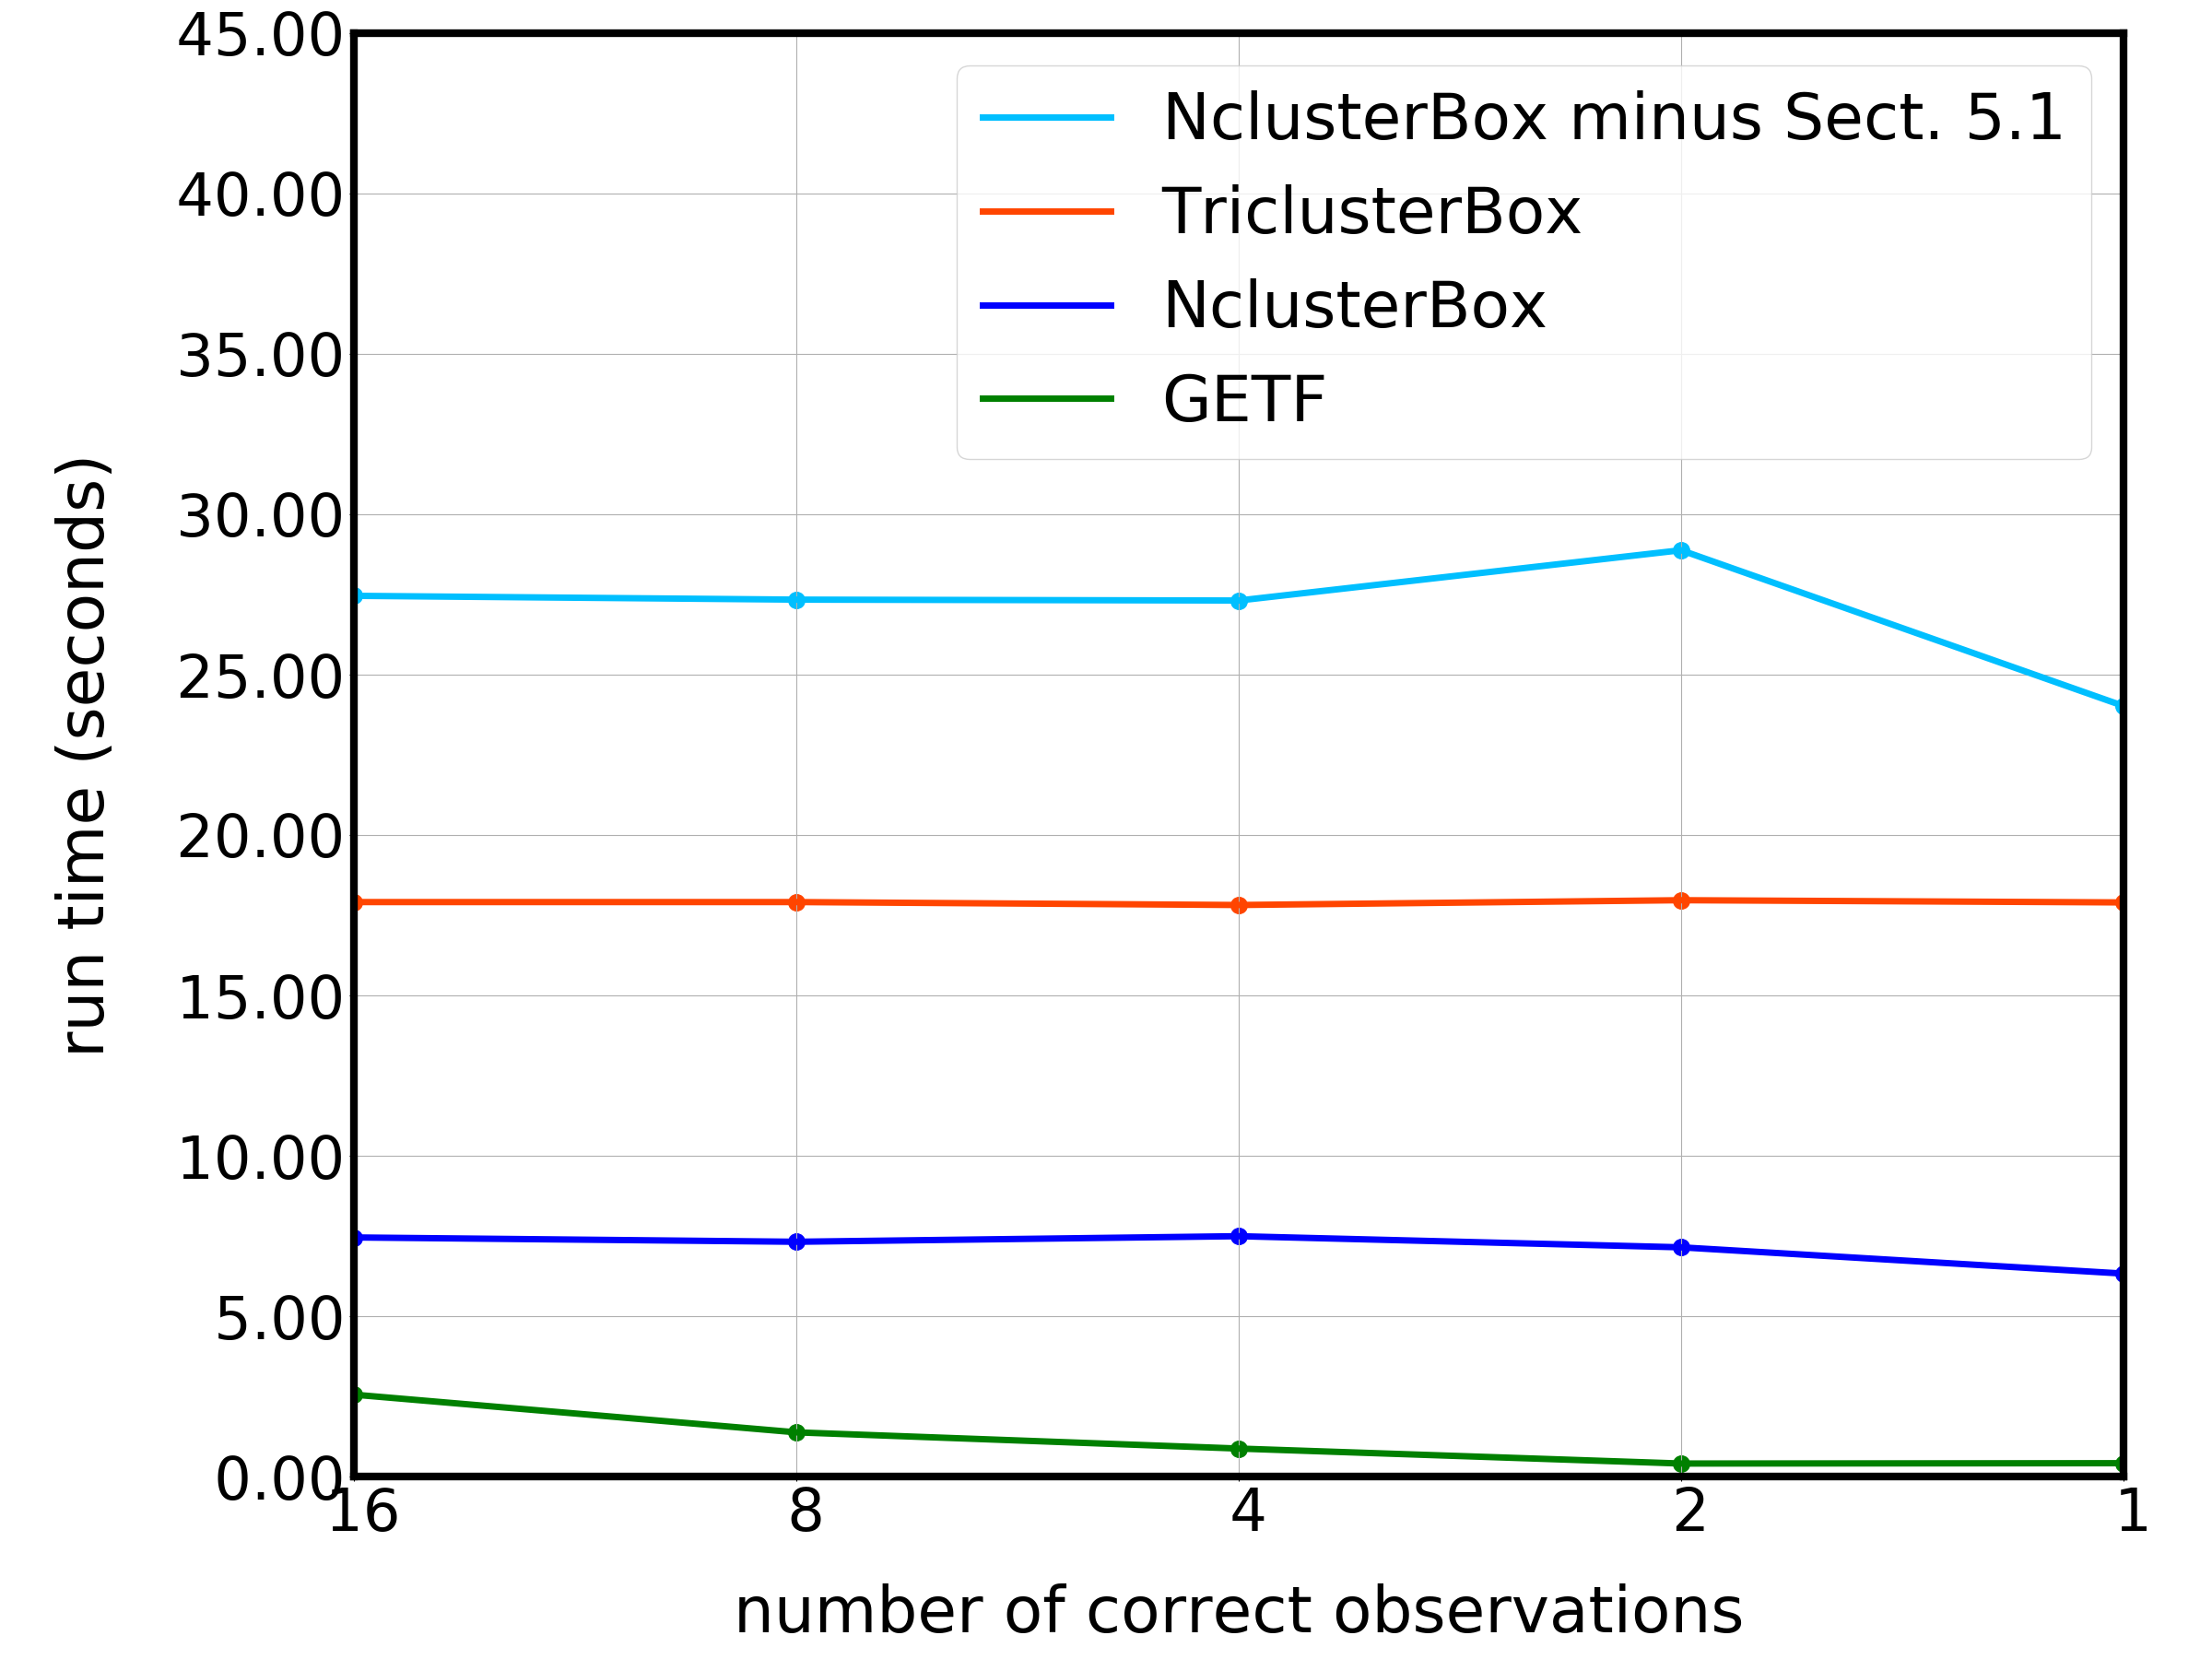 45.00
40.00
35.00
30.00
25.00
20.00
15.00
10.00
5.00
0.00
run time (seconds)
NclusterBox minus Sect. 5.1
TriclusterBox
NclusterBox
GETF
16 8 4 2 1
number of correct observations